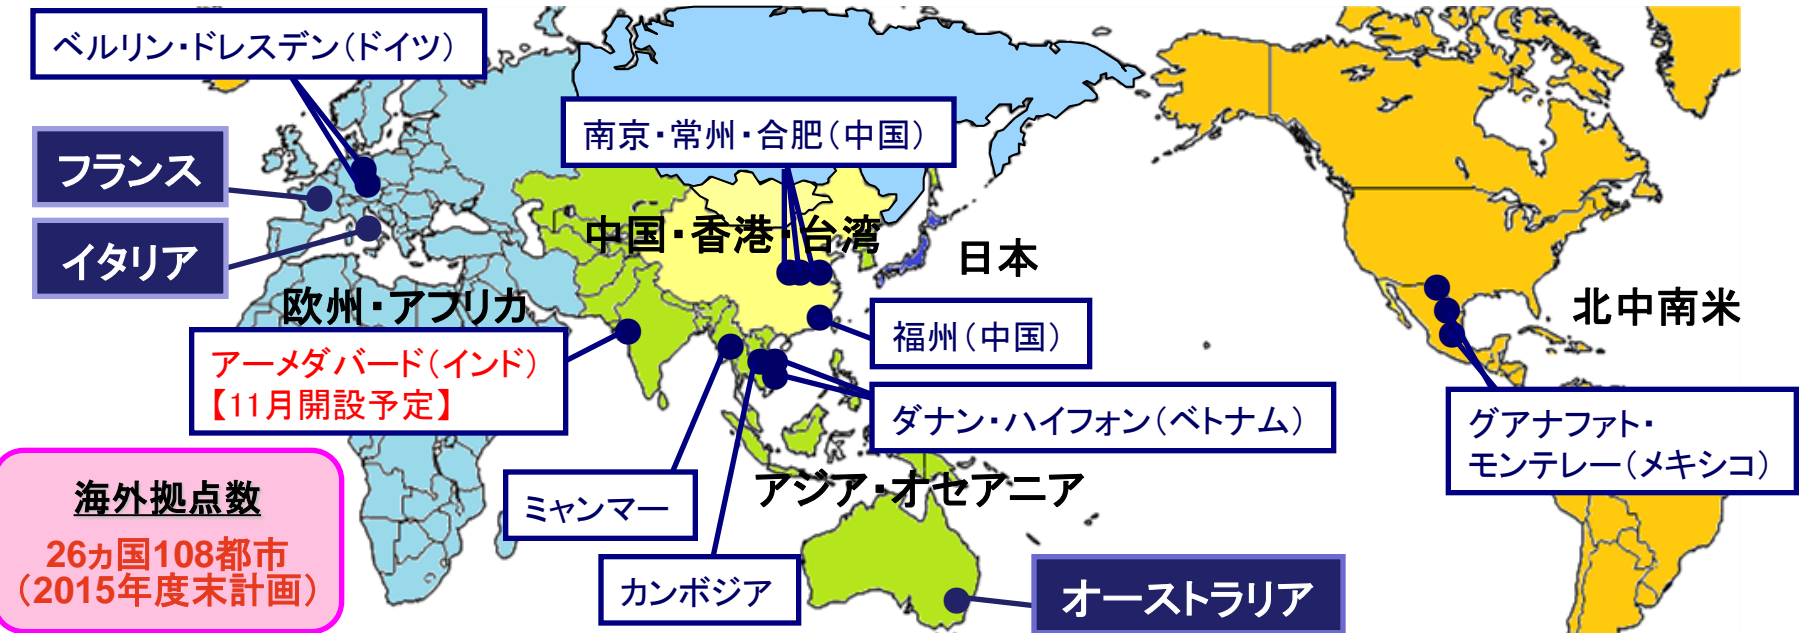 ベルリン・ドレスデン(ドイツ)
南京・常州・合肥(中国)
フランス
イタリア
中国・香港・台湾
日本
欧州・アフリカ
北中南米
アーメダバード(インド)
【11月開設予定】
福州(中国)
ダナン・ハイフォン(ベトナム)
グアナファト・
モンテレー(メキシコ)
アジア・オセアニア
ミャンマー
カンボジア
オーストラリア
海外拠点数
26ヵ国108都市
(2015年度末計画)